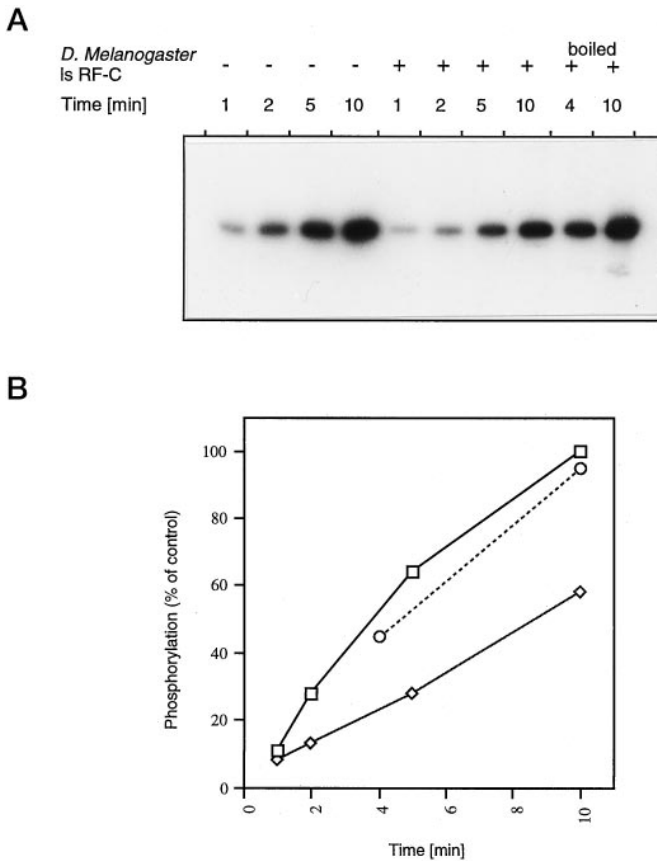 A
boiled
D. Melanogaster - - - - + + + + + +
ls RF-C
Time [min] 1 2 5 10 1 2 5 10 4 10
B
Phosphorylation (% of control)
100
80
60
40
20
0
0 2 4 6 8 10
Time [min]